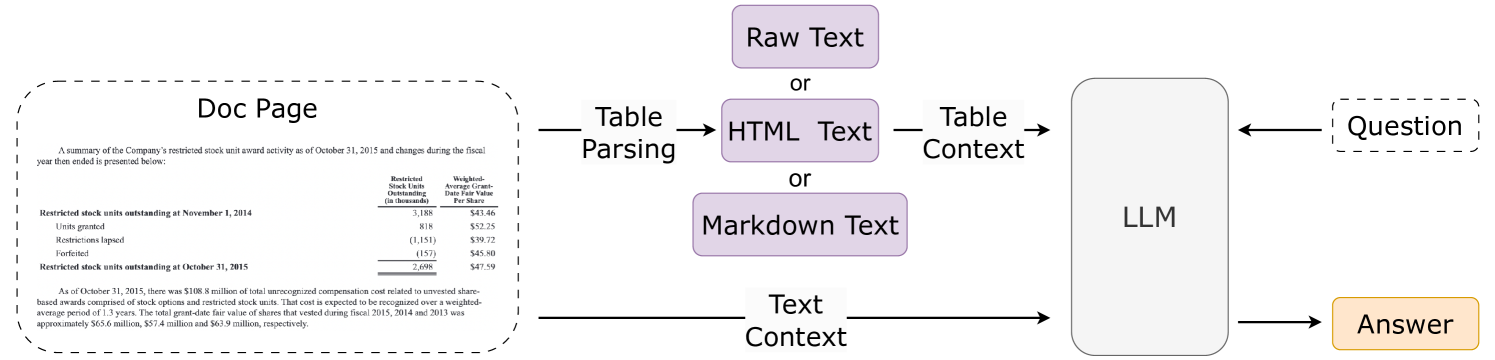 Doc Page
A summary of the Company's restricted stock unit award activity as of October 31, 2015 and changes during the fiscal
year then ended is presented below:
Restricted
Stock Units
Outstanding
(in thousands)
Weighted-
Average Grant-
Date Fair Value
Per Share
Restricted stock units outstanding at November 1, 2014 3,188 $43.46
Units granted 818 $52.25
Restrictions lapsed (1,151) $39.72
Forfeited (157) $45.80
Restricted stock units outstanding at October 31, 2015 2,698 $47.59
As of October 31, 2015, there was $108.8 million of total unrecognized compensation cost related to unvested share-
based awards comprised of stock options and restricted stock units. That cost is expected to be recognized over a weighted-
average period of 1.3 years. The total grant-date fair value of shares that vested during fiscal 2015, 2014 and 2013 was
approximately $65.6 million, $57.4 million and $63.9 million, respectively.
Table
Parsing
Raw Text
or
HTML Text
or
Markdown Text
Table
Context
Text
Context
LLM
Question
Answer